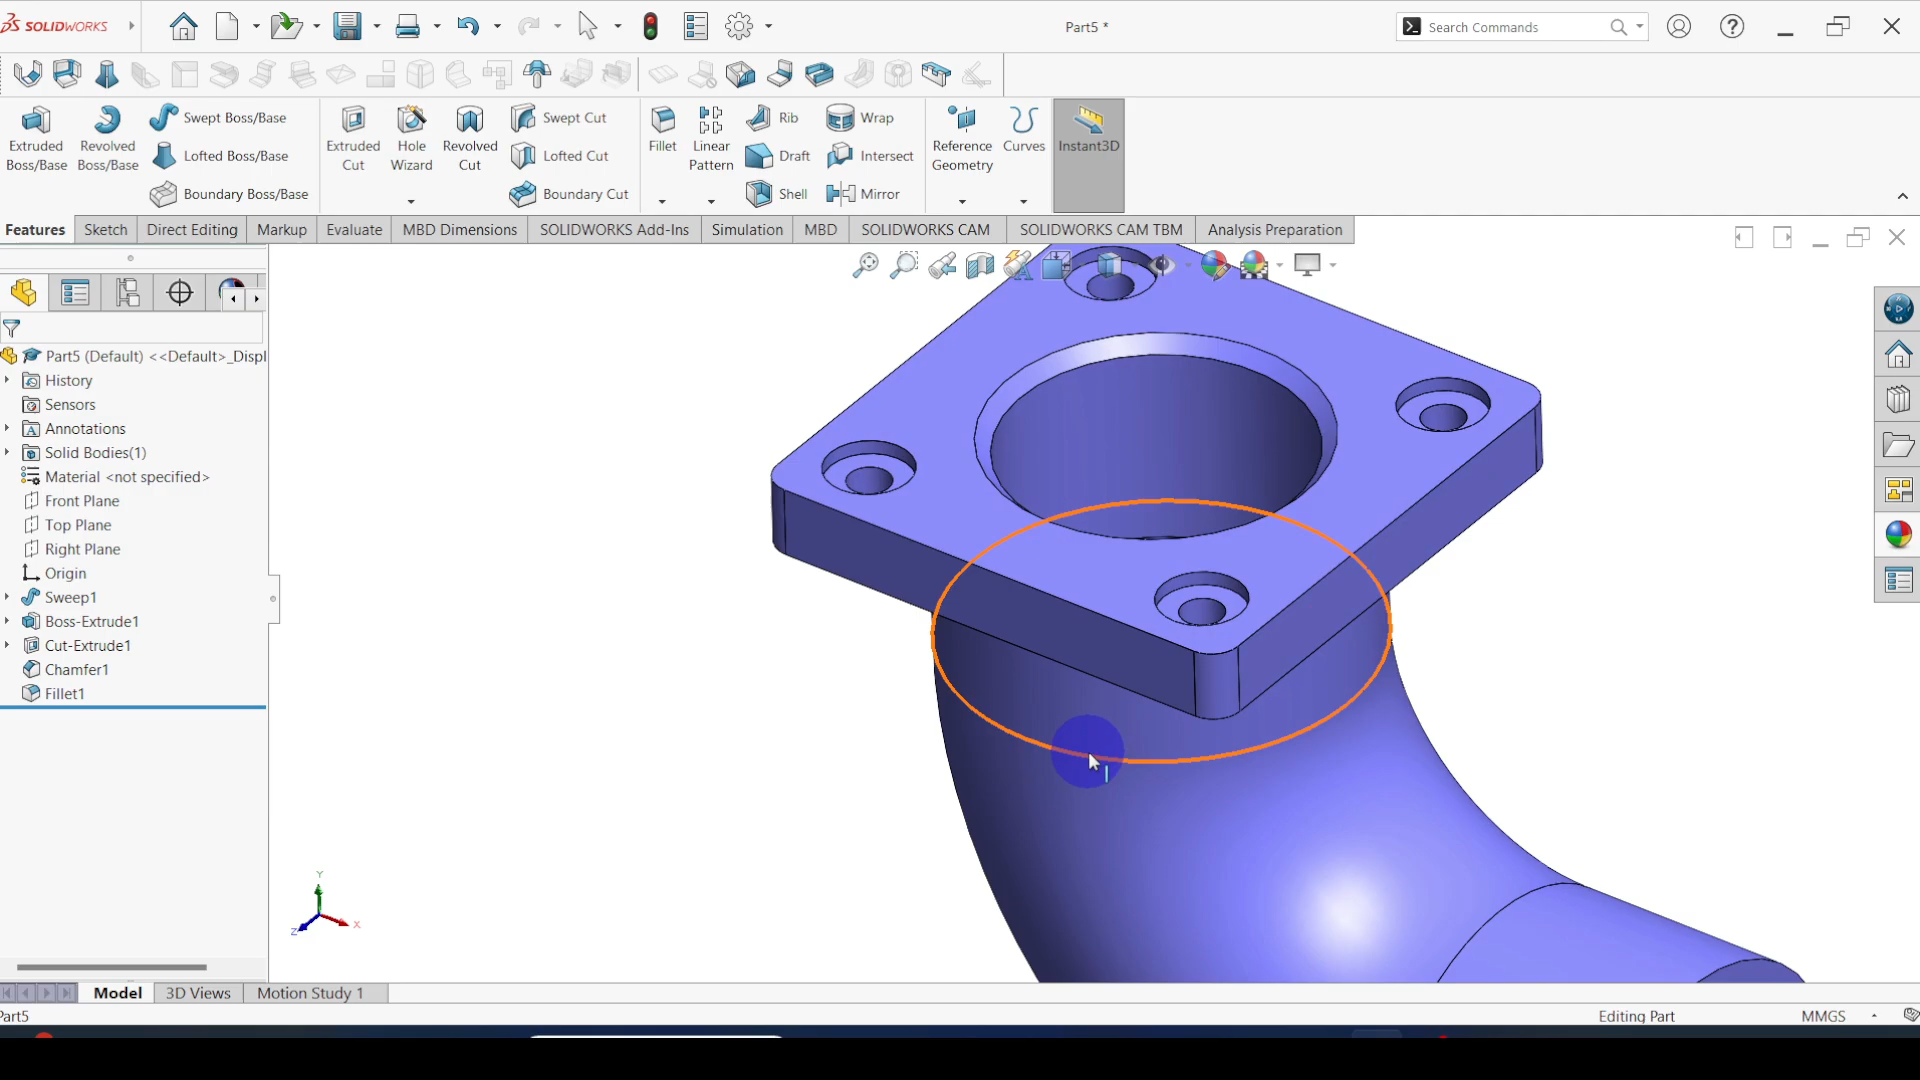 SOLIDWORKS
Part5 *
Search Commands
Extruded Boss/Base
Revolved Boss/Base
Swept Boss/Base
Lofted Boss/Base
Boundary Boss/Base
Extruded Cut
Hole Wizard
Revolved Cut
Swept Cut
Lofted Cut
Boundary Cut
Fillet
Linear Pattern
Rib
Draft
Shell
Wrap
Intersect
Mirror
Reference Geometry
Curves
Instant3D
Features
Sketch
Direct Editing
Markup
Evaluate
MBD Dimensions
SOLIDWORKS Add-Ins
Simulation
MBD
SOLIDWORKS CAM
SOLIDWORKS CAM TBM
Analysis Preparation
Part5 (Default) <<Default>_Displ
History
Sensors
Annotations
Solid Bodies(1)
Material <not specified>
Front Plane
Top Plane
Right Plane
Origin
Sweep1
Boss-Extrude1
Cut-Extrude1
Chamfer1
Fillet1
Y
X
Z
Model
3D Views
Motion Study 1
Part5
Editing Part
MMGS